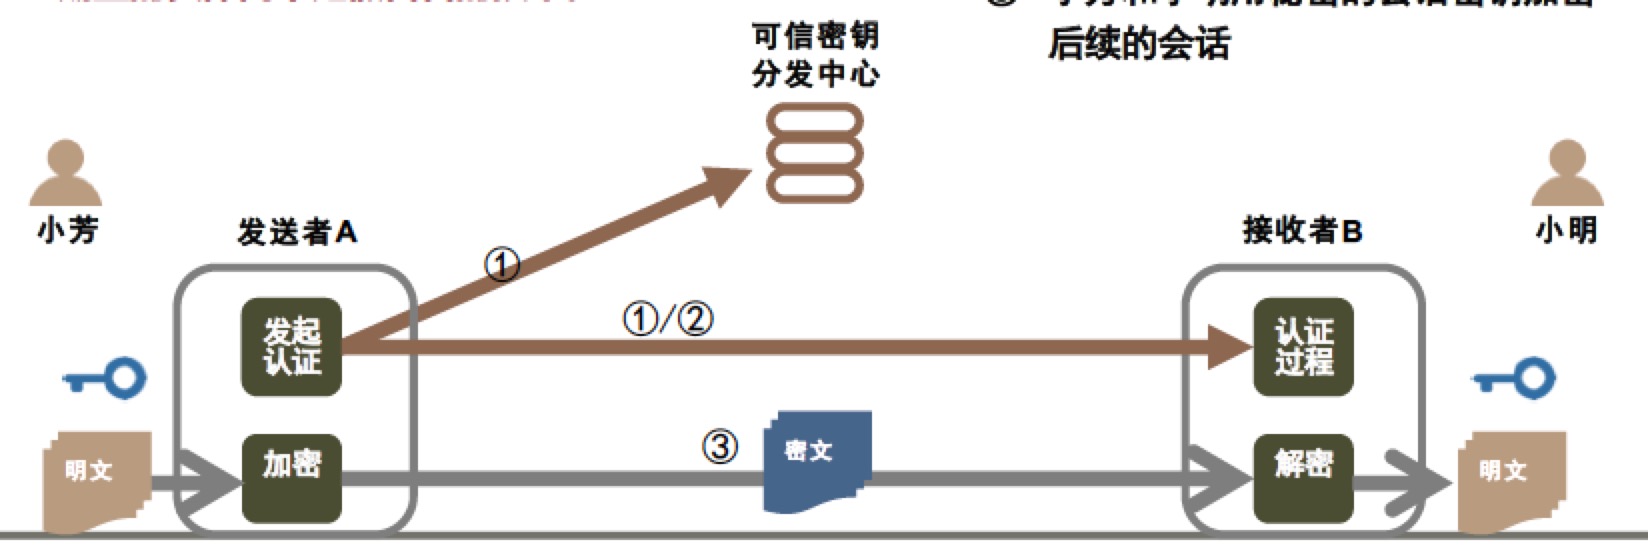 后续的会话
可信密钥
分发中心
小芳
发送者A
接收者B
小明
①
①/②
发起
认证
认证
过程
明文
加密
③
密文
解密
明文